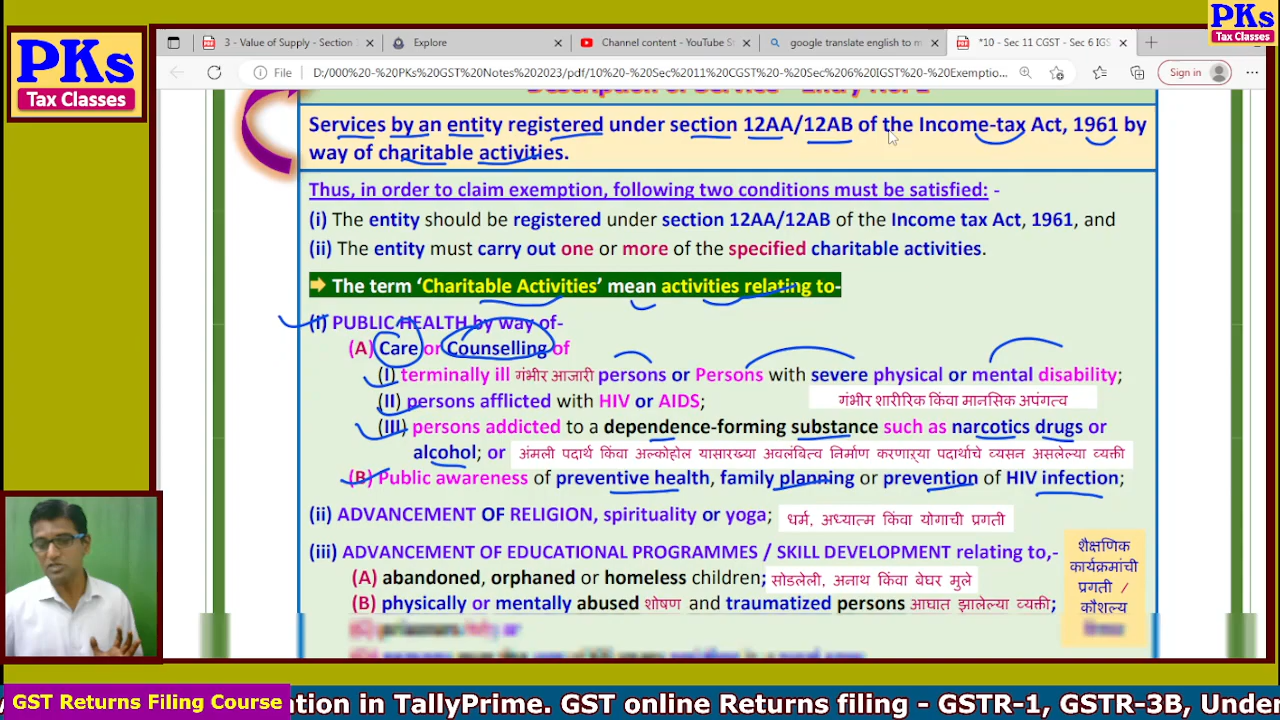 PKs
Tax Classes
PKs
Tax Classes
3 - Value of Supply - Section
Explore
Channel content - YouTube S
google translate english to m
*10 - Sec 11 CGST - Sec 6 IGS
File
D:/000%20-%20PKs%20GST%20Notes%202023/pdf/10%20-%20Sec%2011%20CGST%20-%20Sec%206%20IGST%20-%20Exemptio...
Sign in
Services by an entity registered under section 12AA/12AB of the Income-tax Act, 1961 by
way of charitable activities.
Thus, in order to claim exemption, following two conditions must be satisfied: -
(i) The entity should be registered under section 12AA/12AB of the Income tax Act, 1961, and
(ii) The entity must carry out one or more of the specified charitable activities.
The term ‘Charitable Activities’ mean activities relating to-
(i) PUBLIC HEALTH by way of-
(A) Care or Counselling of
(I) terminally ill गंभीर आजारी persons or Persons with severe physical or mental disability;
(II) persons afflicted with HIV or AIDS;
गंभीर शारीरिक किंवा मानसिक अपंगत्व
(III) persons addicted to a dependence-forming substance such as narcotics drugs or
alcohol; or अंमली पदार्थ किंवा अल्कोहोल यासारख्या अवलंबित्व निर्माण करणाऱ्या पदार्थाचे व्यसन असलेल्या व्यक्ती
(B) Public awareness of preventive health, family planning or prevention of HIV infection;
(ii) ADVANCEMENT OF RELIGION, spirituality or yoga; धर्म, अध्यात्म किंवा योगाची प्रगती
(iii) ADVANCEMENT OF EDUCATIONAL PROGRAMMES / SKILL DEVELOPMENT relating to,-
(A) abandoned, orphaned or homeless children; सोडलेली, अनाथ किंवा बेघर मुले
(B) physically or mentally abused शोषण and traumatized persons आघात झालेल्या व्यक्ती;
शैक्षणिक
कार्यक्रमांची
प्रगती /
कौशल्य
GST Returns Filing Course
ation in TallyPrime. GST online Returns filing - GSTR-1, GSTR-3B, Under